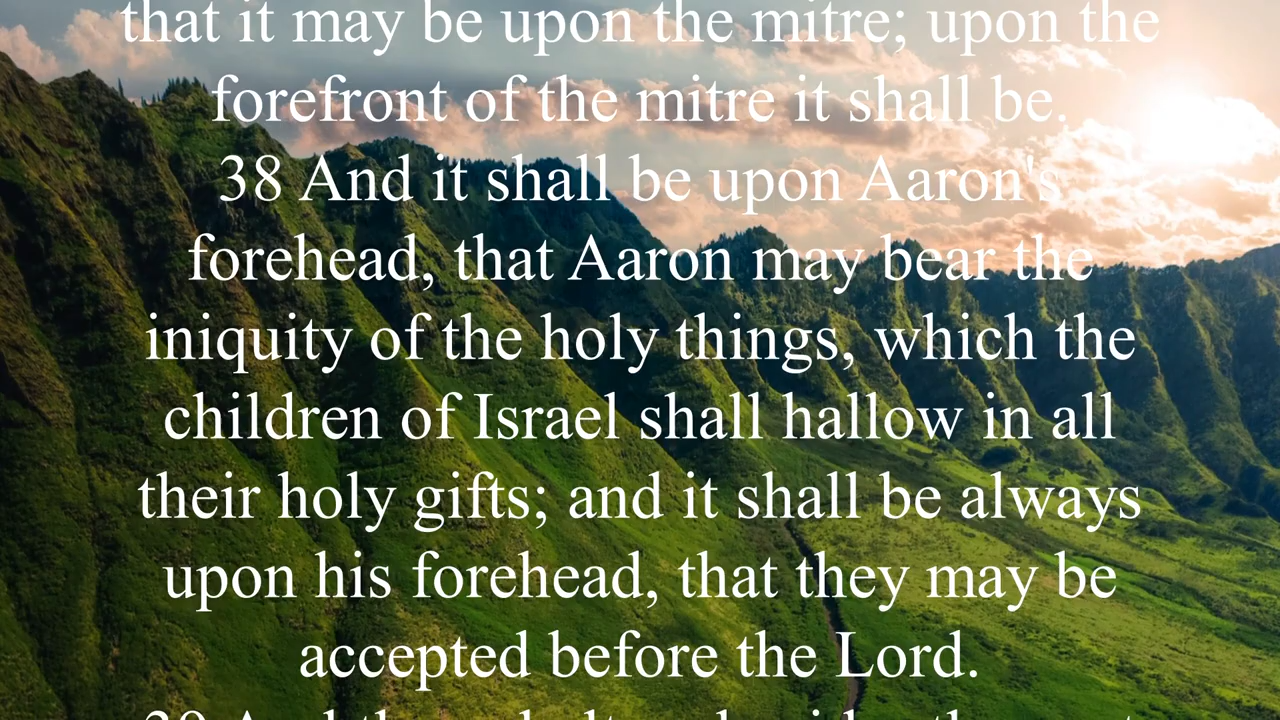 that it may be upon the mitre; upon the
forefront of the mitre it shall be.
38 And it shall be upon Aaron's
forehead, that Aaron may bear the
iniquity of the holy things, which the
children of Israel shall hallow in all
their holy gifts; and it shall be always
upon his forehead, that they may be
accepted before the Lord.